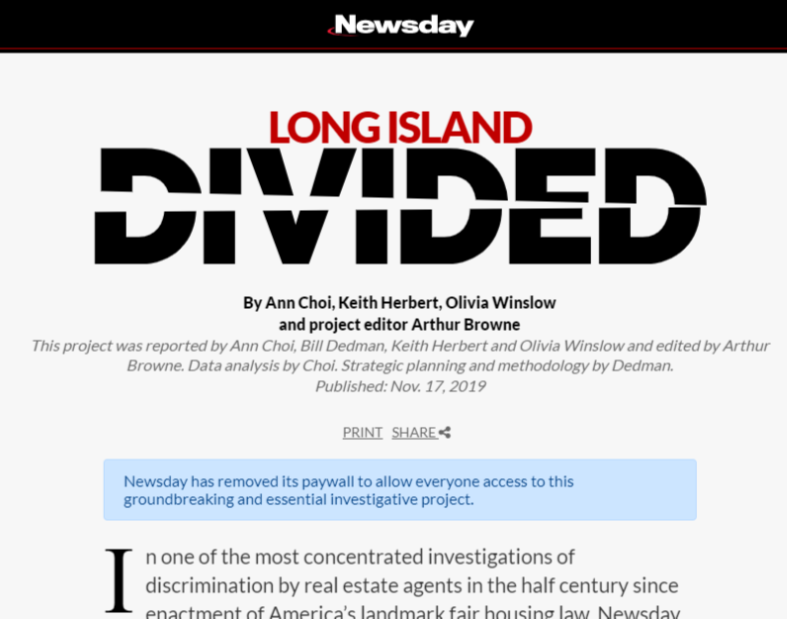 Newsday
LONG ISLAND
DIVIDED
By Ann Choi, Keith Herbert, Olivia Winslow
and project editor Arthur Browne
This project was reported by Ann Choi, Bill Dedman, Keith Herbert and Olivia Winslow and edited by Arthur
Browne. Data analysis by Choi. Strategic planning and methodology by Dedman.
Published: Nov. 17, 2019
PRINT SHARE
Newsday has removed its paywall to allow everyone access to this
groundbreaking and essential investigative project.
In one of the most concentrated investigations of
discrimination by real estate agents in the half century since
enactment of America's landmark fair housing law, Newsday